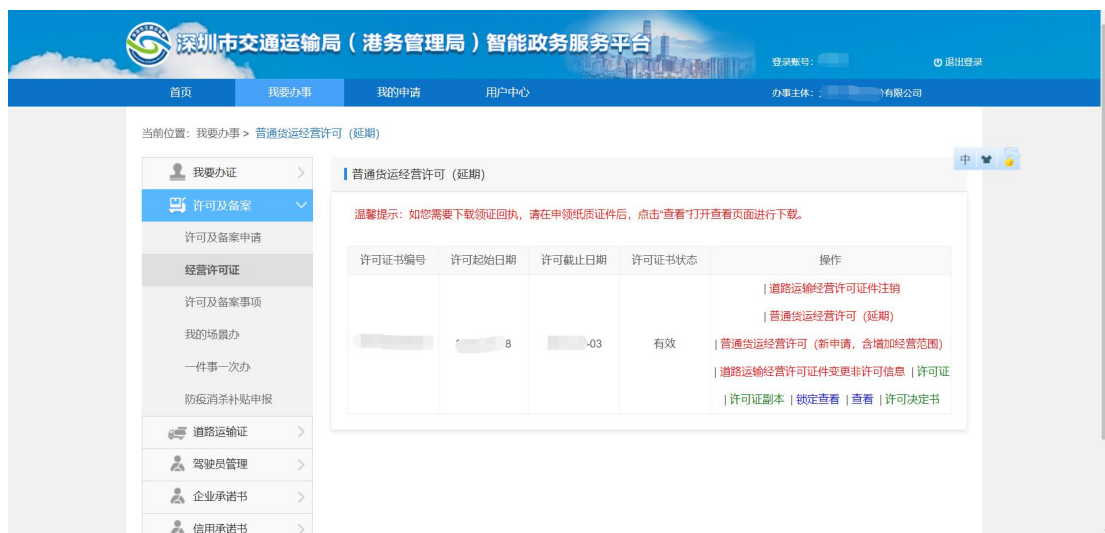 深圳市交通运输局（港务管理局）智能政务服务平台
登录账号：
退出登录
首页 我要办事 我的申请 用户中心
办事主体： 有限公司
当前位置：我要办事 > 普通货运经营许可（延期）
中
我要办证
许可及备案
许可及备案申请
经营许可证
许可及备案事项
我的场景办
一件事一次办
防疫消杀补贴申报
道路运输证
驾驶员管理
企业承诺书
信用承诺书
普通货运经营许可（延期）
温馨提示：如您需要下载领证回执，请在申领纸质证件后，点击“查看”打开查看页面进行下载。
许可证书编号 许可起始日期 许可截止日期 许可证书状态 操作
8 -03 有效
|道路运输经营许可证件注销
|普通货运经营许可（延期）
|普通货运经营许可（新申请，含增加经营范围）
|道路运输经营许可证件变更非许可信息 |许可证
|许可证副本 |锁定查看 |查看 |许可决定书